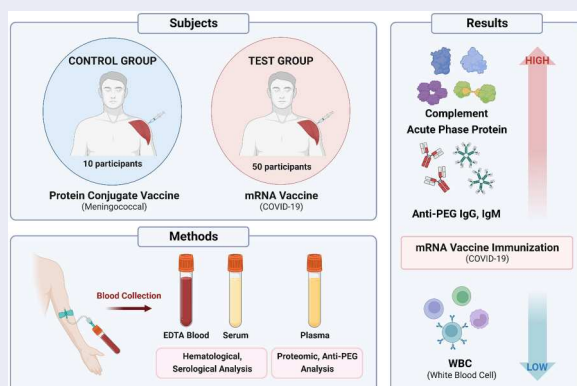 Subjects
CONTROL GROUP
10 participants
Protein Conjugate Vaccine
(Meningococcal)
TEST GROUP
50 participants
mRNA Vaccine
(COVID-19)
Methods
Blood Collection
EDTA Blood
Serum
Plasma
Hematological,
Serological Analysis
Proteomic, Anti-PEG
Analysis
Results
HIGH
Complement
Acute Phase Protein
Anti-PEG IgG, IgM
mRNA Vaccine Immunization
(COVID-19)
WBC
(White Blood Cell)
LOW